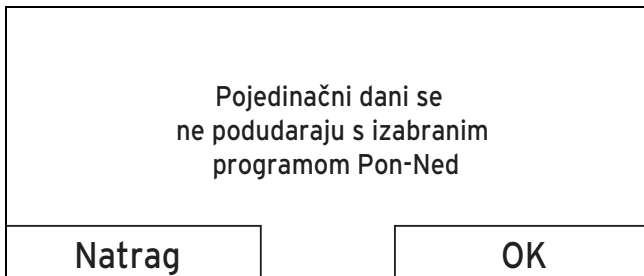 Pojedinačni dani se
ne podudaraju s izabranim
programom Pon-Ned
Natrag OK